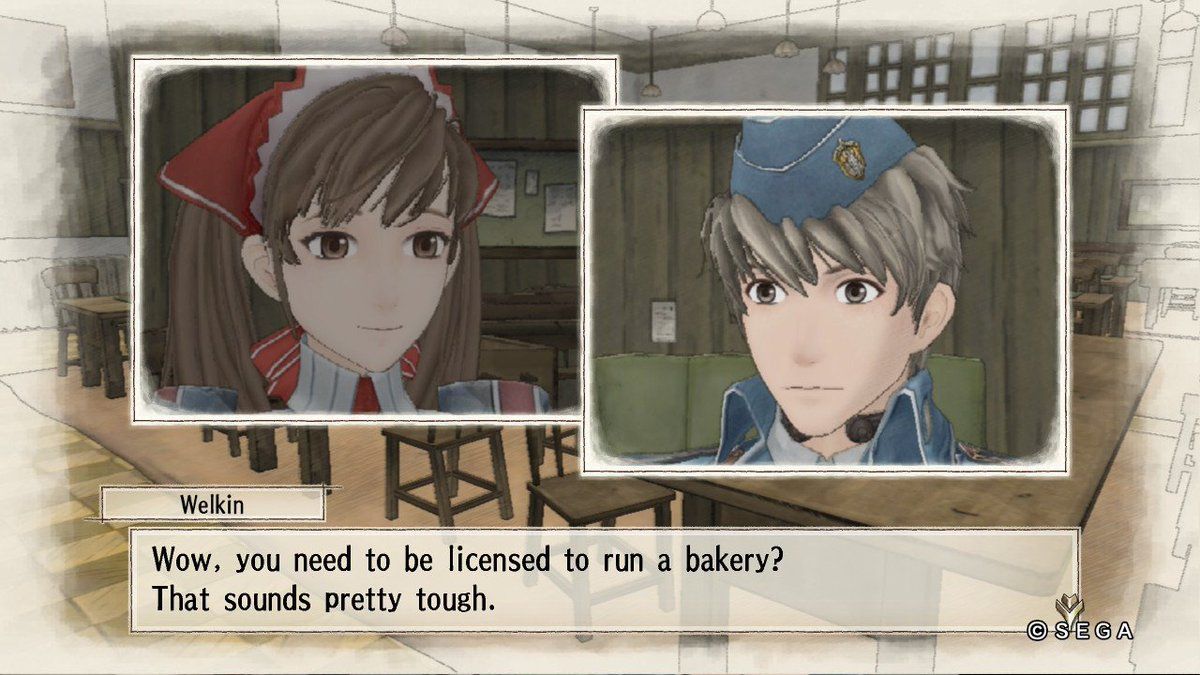 Welkin
Wow, you need to be licensed to run a bakery?
That sounds pretty tough.
© SEGA